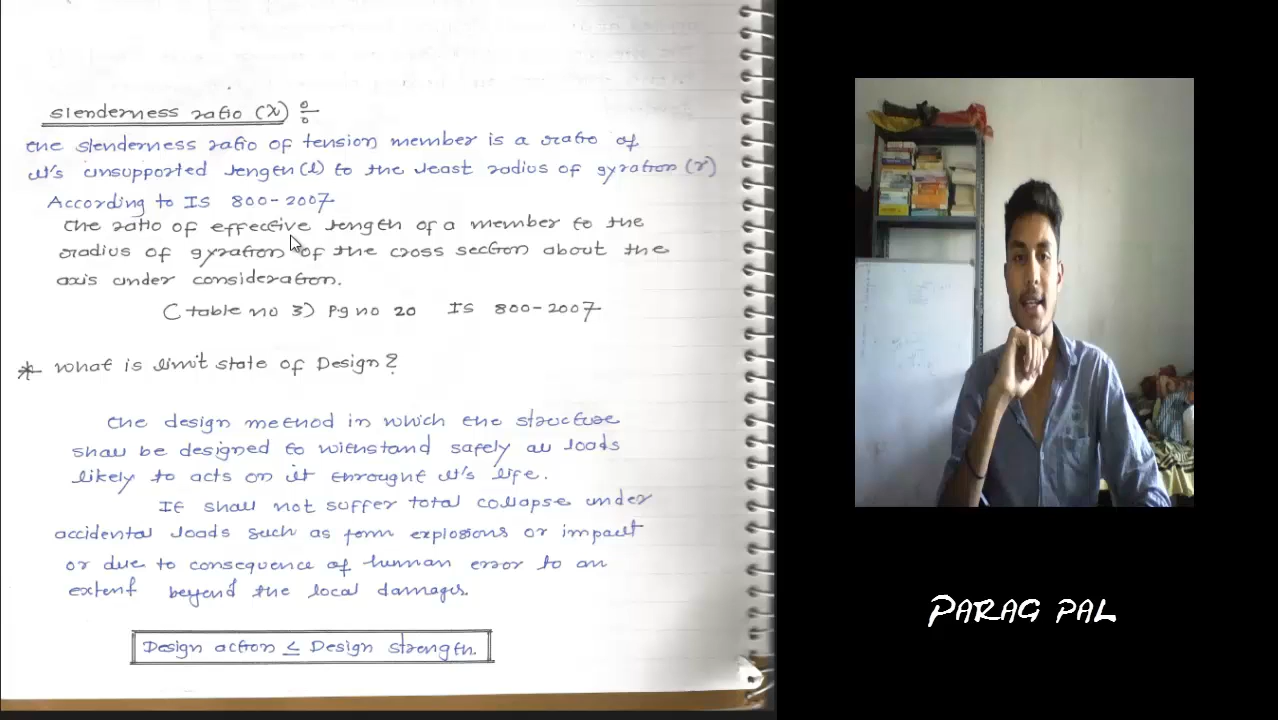 slenderness ratio (λ) :-
the slenderness ratio of tension member is a ratio of
it's unsupported length (l) to the least radius of gyration (r)
According to IS 800-2007
the ratio of effective length of a member to the
radius of gyration of the cross section about the
axis under consideration.
(table no 3) Pg no 20 IS 800-2007
* What is limit state of Design?
the design method in which the structure
shall be designed to withstand safely all loads
likely to acts on it throught it's life.
It shall not suffer total collapse under
accidental loads such as form explosions or impact
or due to consequence of human error to an
extent beyend the local damages.
Design action ≤ Design strength.
PARAG PAL